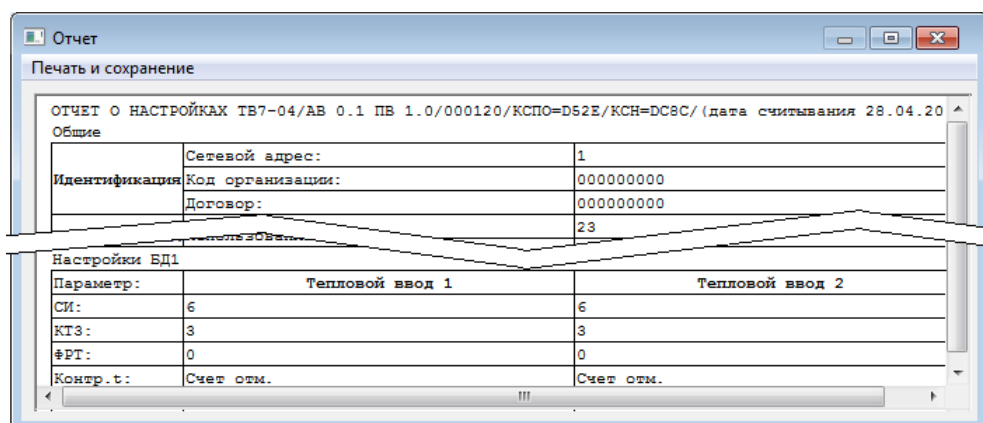 Отчет
Печать и сохранение
ОТЧЕТ О НАСТРОЙКАХ ТВ7-04/АВ 0.1 ПВ 1.0/000120/КСПО=D52E/КСН=DC8C/(дата считывания 28.04.20
Общие
Сетевой адрес: 1
Идентификация Код организации: 000000000
Договор: 000000000
23
Настройки БД1
Параметр: Тепловой ввод 1 Тепловой ввод 2
СИ: 6 6
КТ3: 3 3
ФРТ: 0 0
Контр.t: Счет отм. Счет отм.